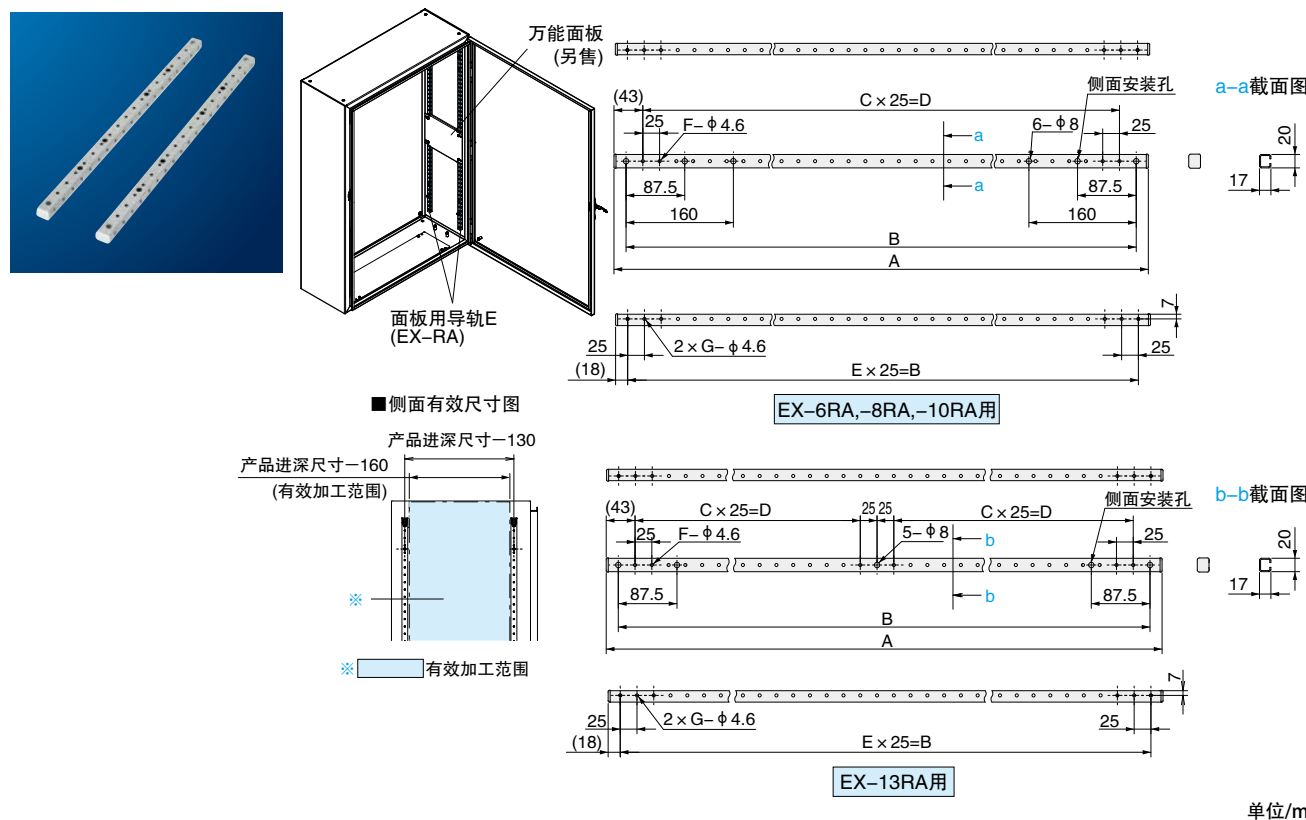 万能面板
(另售)
面板用导轨E
(EX-RA)
(43)
C×25=D
侧面安装孔
a-a截面图
25
F-φ4.6
a
6-φ8
25
20
17
87.5
a
87.5
160
160
B
A
7
25
2×G-φ4.6
25
(18)
E×25=B
EX-6RA,-8RA,-10RA用
■侧面有效尺寸图
产品进深尺寸-130
产品进深尺寸-160
(有效加工范围)
※
※ 有效加工范围
(43)
C×25=D
25 25
C×25=D
侧面安装孔
b-b截面图
25
F-φ4.6
5-φ8
b
25
20
17
87.5
b
87.5
B
A
7
25
2×G-φ4.6
25
(18)
E×25=B
EX-13RA用
单位/m